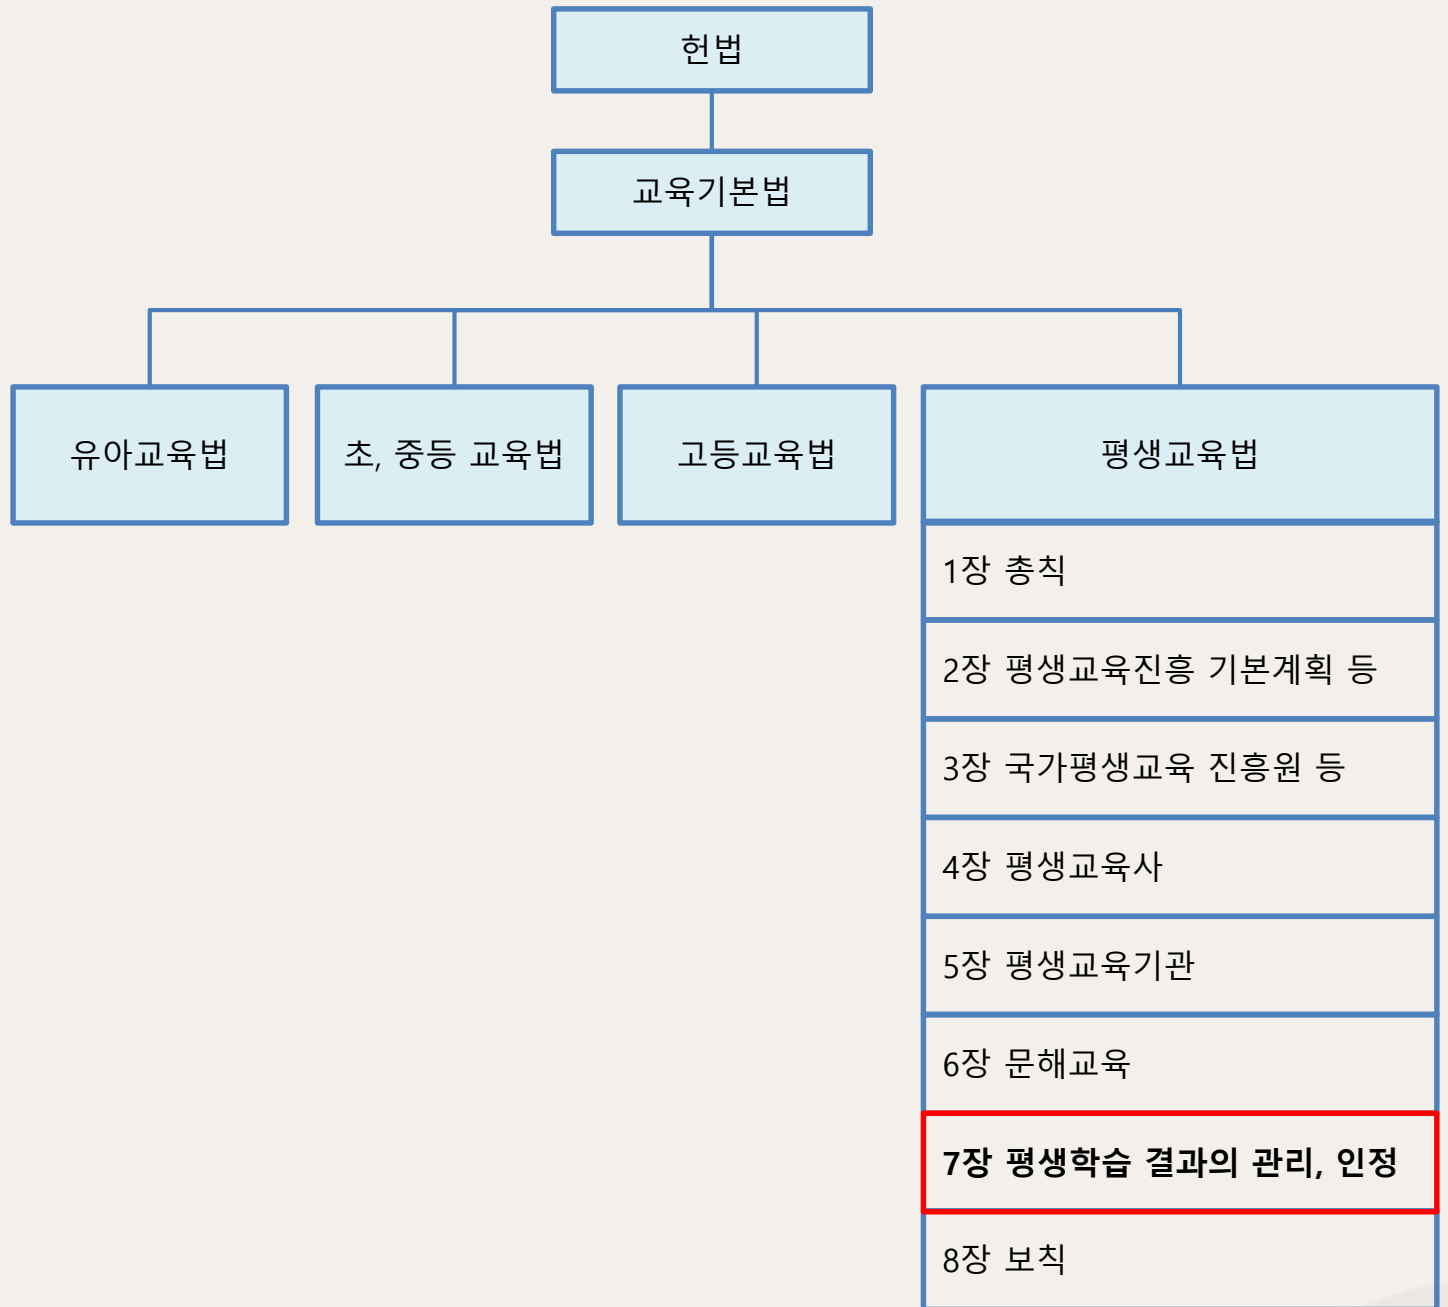 헌법
교육기본법
유아교육법
초, 중등 교육법
고등교육법
평생교육법
1장 총칙
2장 평생교육진흥 기본계획 등
3장 국가평생교육 진흥원 등
4장 평생교육사
5장 평생교육기관
6장 문해교육
7장 평생학습 결과의 관리, 인정
8장 보칙